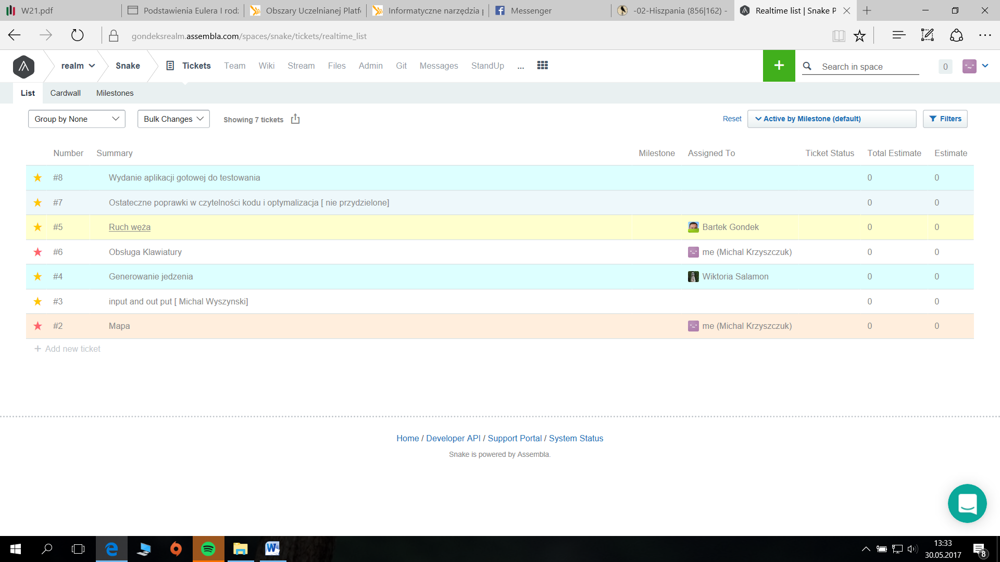 W21.pdf
Podstawienia Eulera I rodz
Obszary Uczelnianej Platf
Informatyczne narzędzia p
Messenger
-02-Hiszpania (856|162) -
Realtime list | Snake P
gondeksrealm.assembla.com/spaces/snake/tickets/realtime_list
realm
Snake
Tickets
Team
Wiki
Stream
Files
Admin
Git
Messages
StandUp
...
+
Search in space
0
List
Cardwall
Milestones
Group by None
Bulk Changes
Showing 7 tickets
Reset
Active by Milestone (default)
Filters
Number Summary Milestone Assigned To Ticket Status Total Estimate Estimate
#8 Wydanie aplikacji gotowej do testowania 0 0
#7 Ostateczne poprawki w czytelności kodu i optymalizacja [ nie przydzielone] 0 0
#5 Ruch węża Bartek Gondek 0 0
#6 Obsługa Klawiatury me (Michal Krzyszczuk) 0 0
#4 Generowanie jedzenia Wiktoria Salamon 0 0
#3 input and out put [ Michal Wyszynski] 0 0
#2 Mapa me (Michal Krzyszczuk) 0 0
+ Add new ticket
Home / Developer API / Support Portal / System Status
Snake is powered by Assembla.
13:33
30.05.2017
8